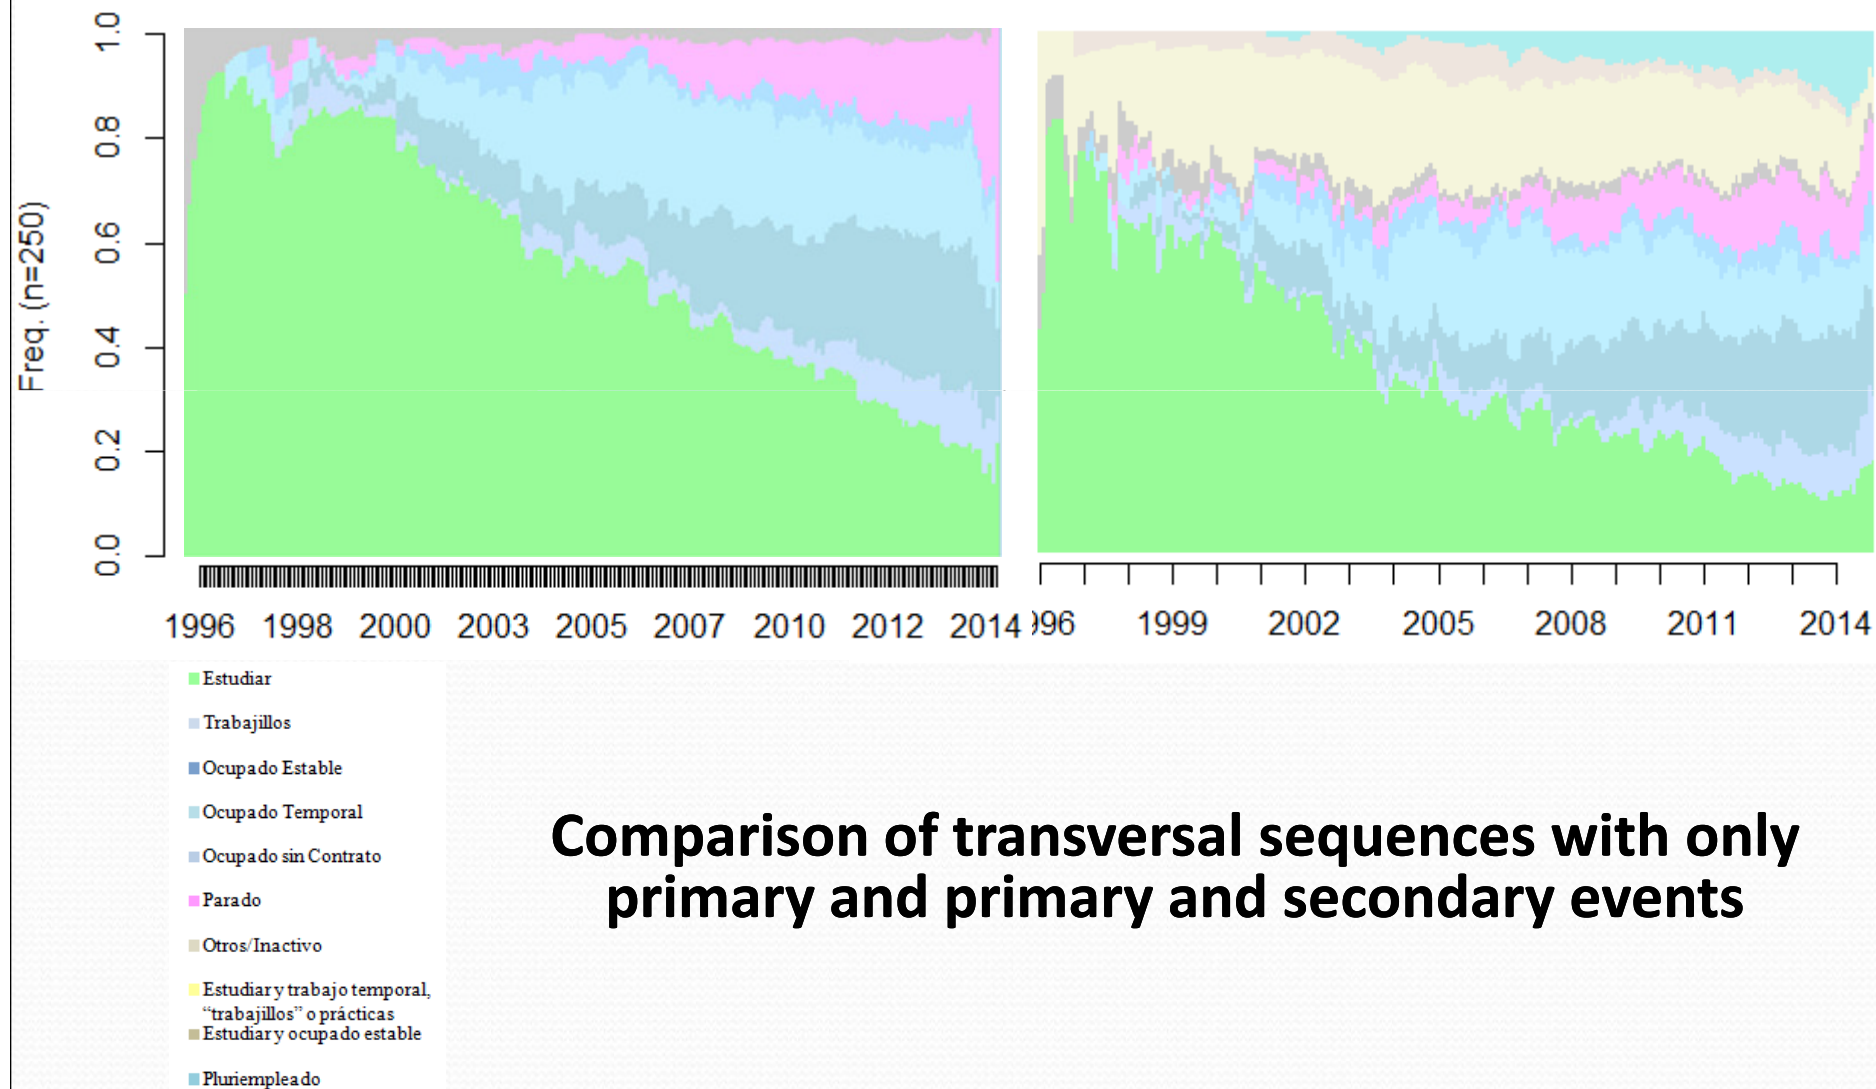 Freq. (n=250)
1.0
0.8
0.6
0.4
0.2
0.0
1996 1998 2000 2003 2005 2007 2010 2012 2014
996 1999 2002 2005 2008 2011 2014
Estudiar
Trabajillos
Ocupado Estable
Ocupado Temporal
Ocupado sin Contrato
Parado
Otros/Inactivo
Estudiar y trabajo temporal,
“trabajillos” o prácticas
Estudiar y ocupado estable
Pluriempleado
Comparison of transversal sequences with only
primary and primary and secondary events